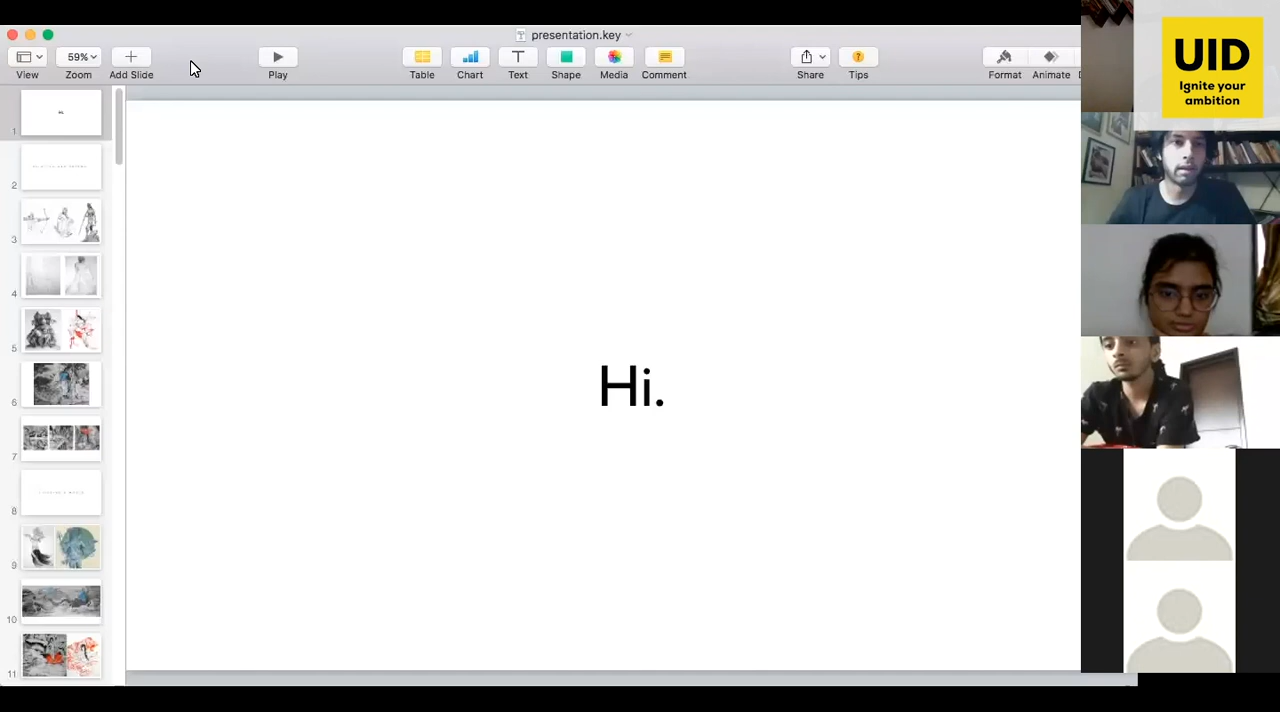 presentation.key
59%
View
Zoom
Add Slide
Play
Table
Chart
Text
Shape
Media
Comment
Share
Tips
Format
Animate
UID
Ignite your
ambition
1
2
3
4
5
6
7
8
9
10
11
Hi.